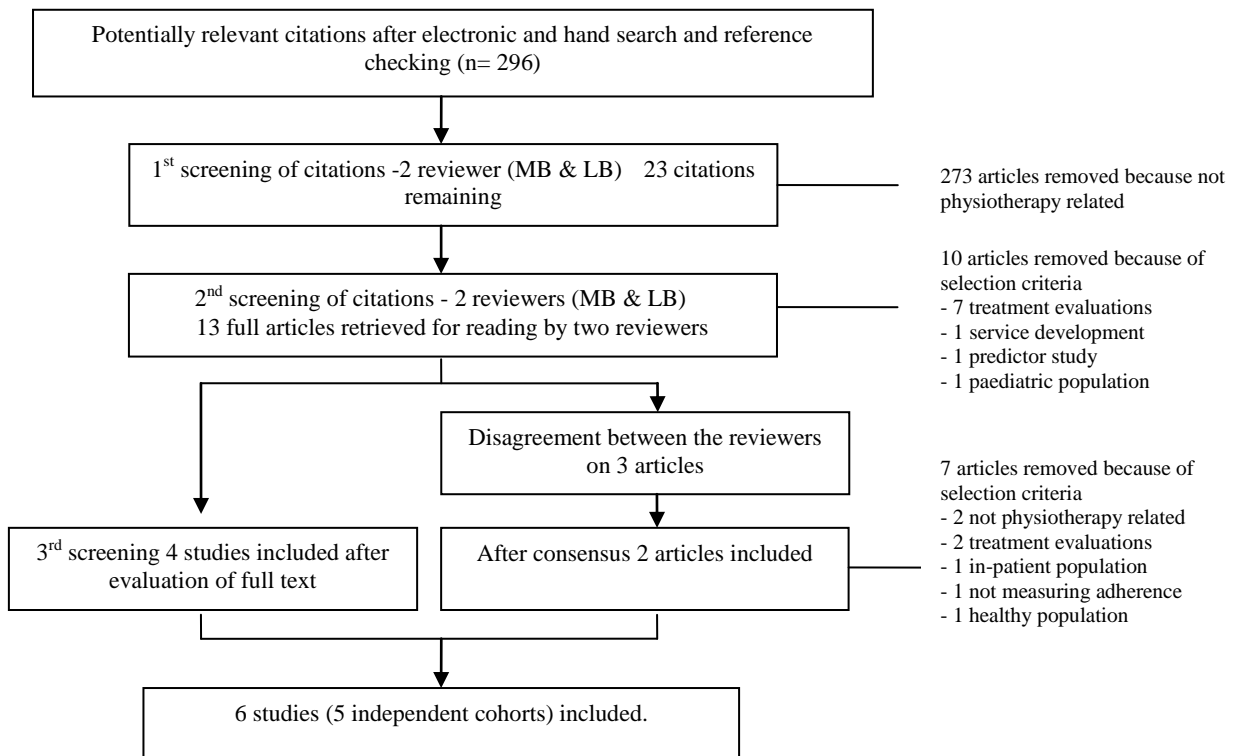 Potentially relevant citations after electronic and hand search and reference
checking (n= 296)
1st screening of citations -2 reviewer (MB & LB) 23 citations
remaining
273 articles removed because not
physiotherapy related
2nd screening of citations - 2 reviewers (MB & LB)
13 full articles retrieved for reading by two reviewers
10 articles removed because of
selection criteria
- 7 treatment evaluations
- 1 service development
- 1 predictor study
- 1 paediatric population
Disagreement between the reviewers
on 3 articles
3rd screening 4 studies included after
evaluation of full text
After consensus 2 articles included
7 articles removed because of
selection criteria
- 2 not physiotherapy related
- 2 treatment evaluations
- 1 in-patient population
- 1 not measuring adherence
- 1 healthy population
6 studies (5 independent cohorts) included.